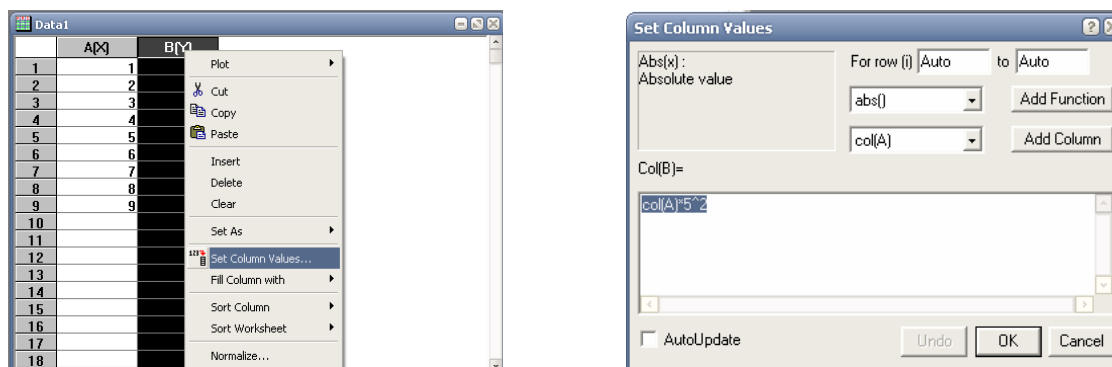 Data1
A(X) B(Y)
1 1
2 2
3 3
4 4
5 5
6 6
7 7
8 8
9 9
10
11
12
13
14
15
16
17
18
Plot
Cut
Copy
Paste
Insert
Delete
Clear
Set As
Set Column Values...
Fill Column with
Sort Column
Sort Worksheet
Normalize...
Set Column Values
Abs(x) :
Absolute value
For row (i) Auto to Auto
abs() Add Function
col(A) Add Column
Col(B)=
col(A)*5^2
AutoUpdate Undo OK Cancel